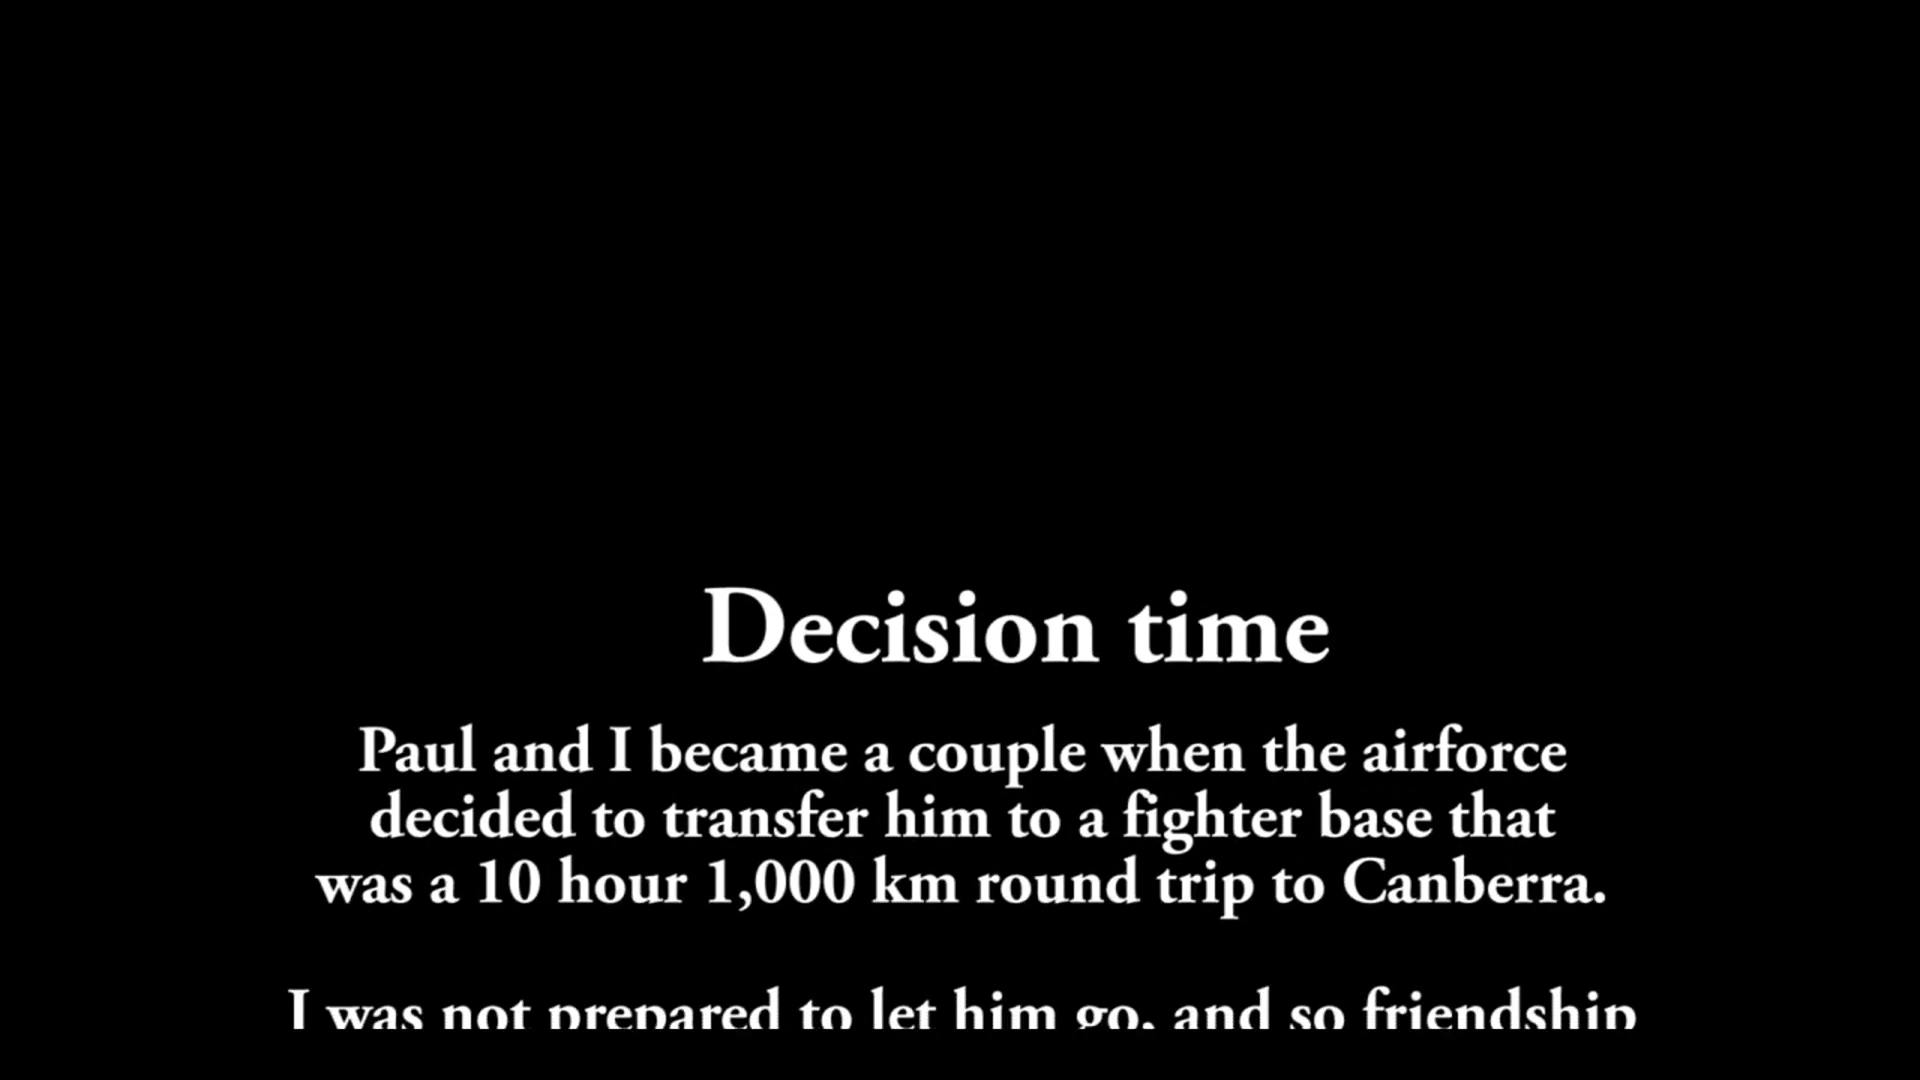 Decision time
Paul and I became a couple when the airforce
decided to transfer him to a fighter base that
was a 10 hour 1,000 km round trip to Canberra.
I was not prepared to let him go, and so friendship